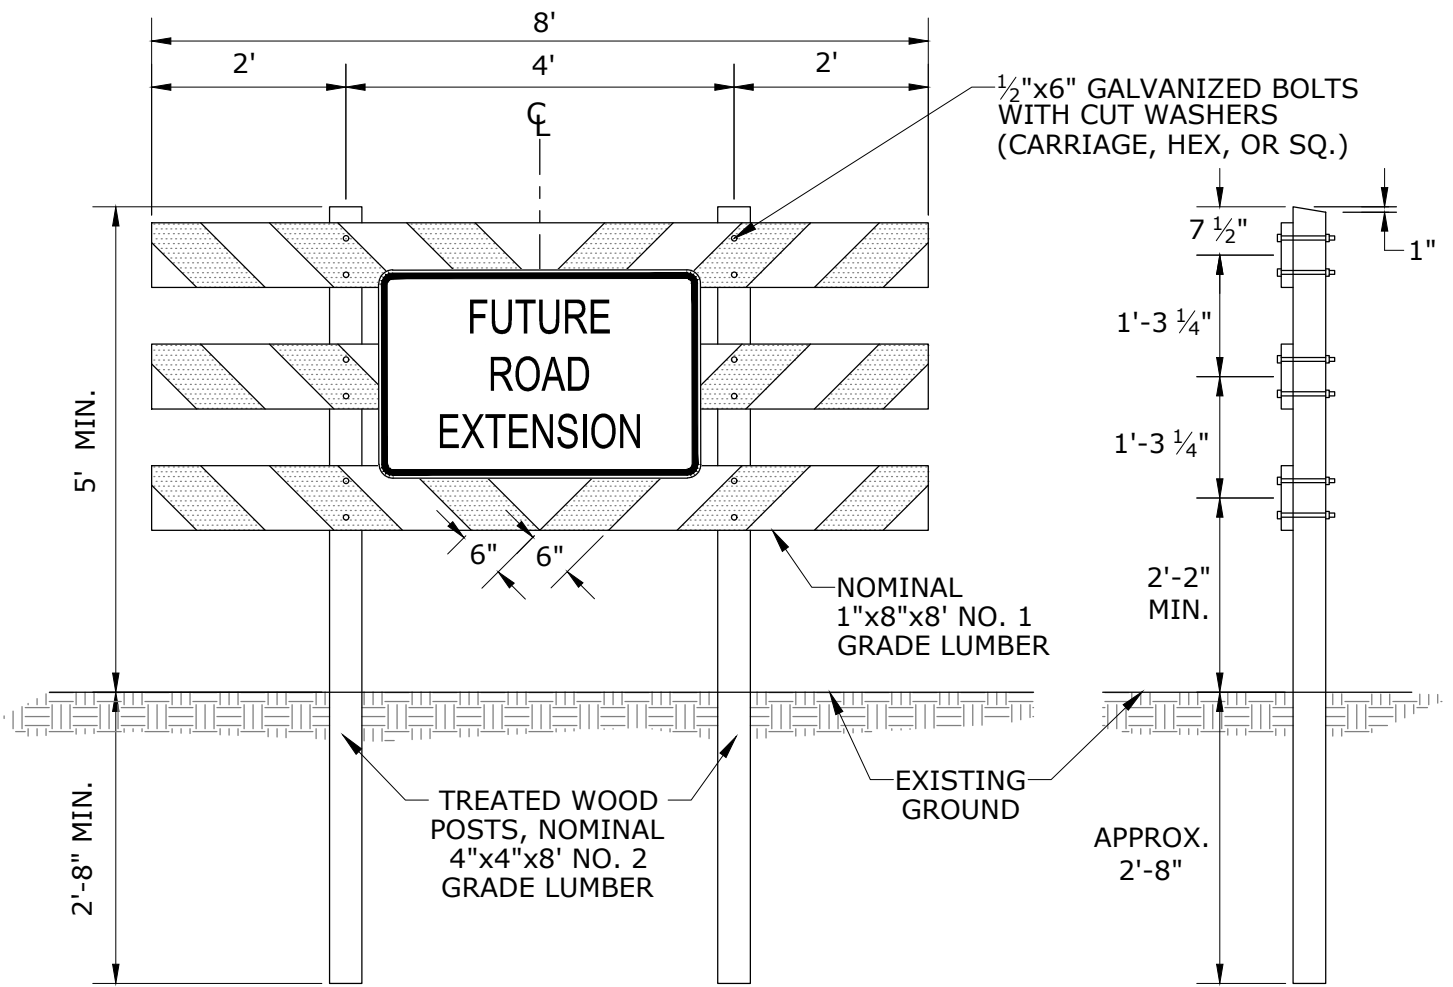 8'
2'
4'
2'
℄
½"x6" GALVANIZED BOLTS
WITH CUT WASHERS
(CARRIAGE, HEX, OR SQ.)
7 ½"
1"
1'-3 ¼"
1'-3 ¼"
2'-2"
MIN.
5' MIN.
FUTURE
ROAD
EXTENSION
6"
6"
NOMINAL
1"x8"x8' NO. 1
GRADE LUMBER
2'-8" MIN.
TREATED WOOD
POSTS, NOMINAL
4"x4"x8' NO. 2
GRADE LUMBER
EXISTING
GROUND
APPROX.
2'-8"